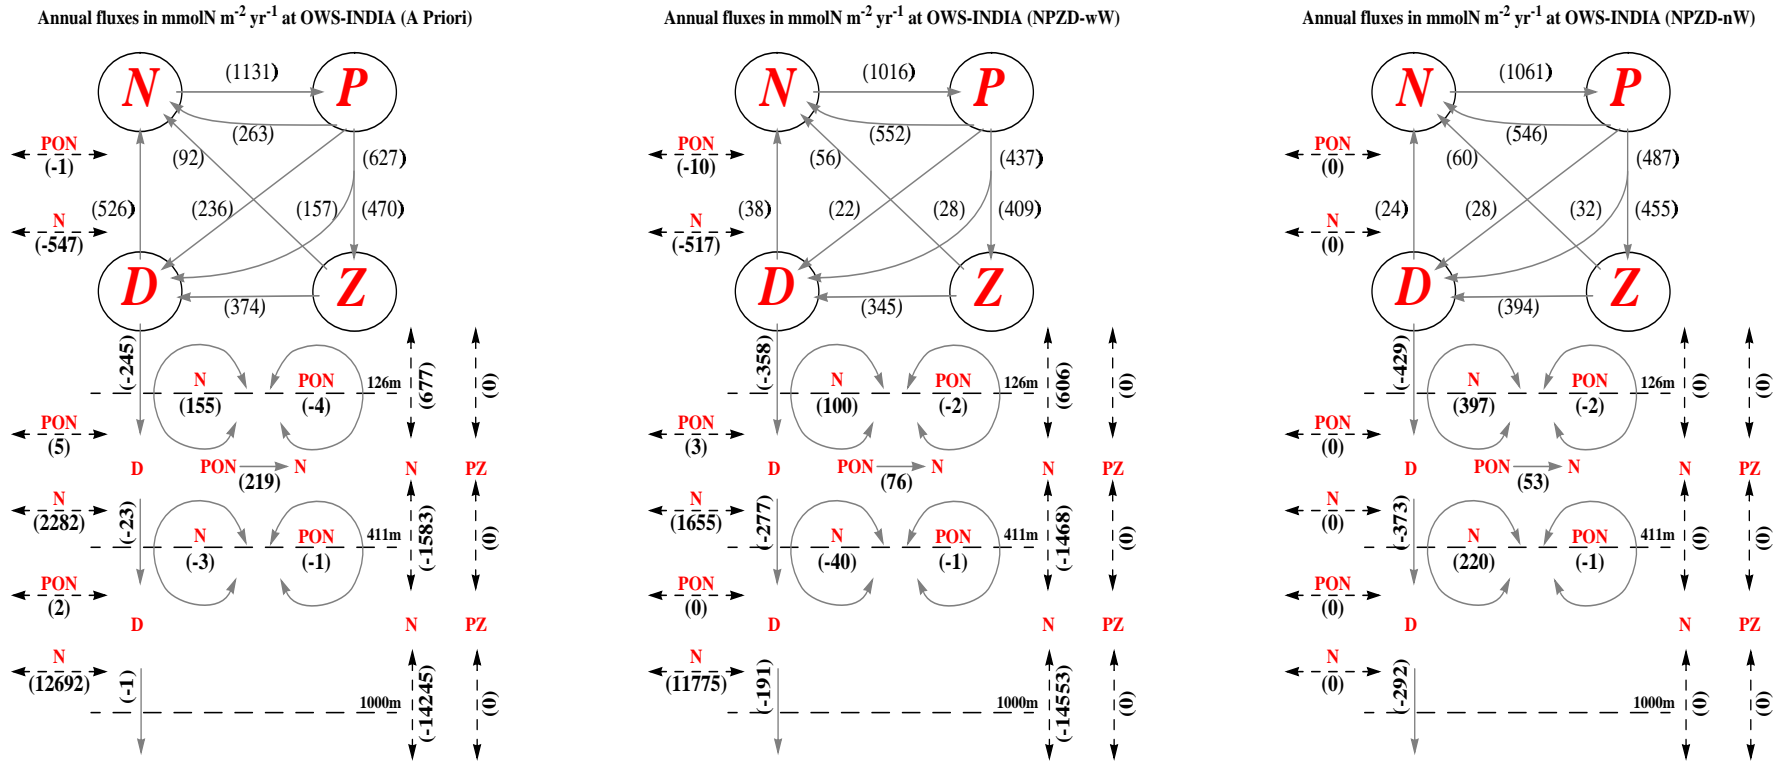 Annual fluxes in mmolN m-2 yr-1 at OWS-INDIA (A Priori)
N
(1131)
P
(263)
PON
(-1)
(92)
(627)
(526)
N
(-547)
(236)
(157)
(470)
D
(374)
Z
(-245)
N
(155)
PON
(-4)
126m
(677)
(0)
PON
(5)
D
PON
N
(219)
N
PZ
N
(2282)
(-23)
N
(-3)
PON
(-1)
411m
(-1583)
(0)
PON
(2)
D
N
PZ
N
(12692)
(-1)
1000m
(-14245)
(0)
Annual fluxes in mmolN m-2 yr-1 at OWS-INDIA (NPZD-wW)
N
(1016)
P
(552)
PON
(-10)
(56)
(437)
(38)
N
(-517)
(22)
(28)
(409)
D
(345)
Z
(-358)
N
(100)
PON
(-2)
126m
(606)
(0)
PON
(3)
D
PON
N
(76)
N
PZ
N
(1655)
(-277)
N
(-40)
PON
(-1)
411m
(-1468)
(0)
PON
(0)
D
N
PZ
N
(11775)
(-191)
1000m
(-14553)
(0)
Annual fluxes in mmolN m-2 yr-1 at OWS-INDIA (NPZD-nW)
N
(1061)
P
(546)
PON
(0)
(60)
(487)
(24)
N
(0)
(28)
(32)
(455)
D
(394)
Z
(-429)
N
(397)
PON
(-2)
126m
(0)
(0)
PON
(0)
D
PON
N
(53)
N
PZ
N
(0)
(-373)
N
(220)
PON
(-1)
411m
(0)
(0)
PON
(0)
D
N
PZ
N
(0)
(-292)
1000m
(0)
(0)